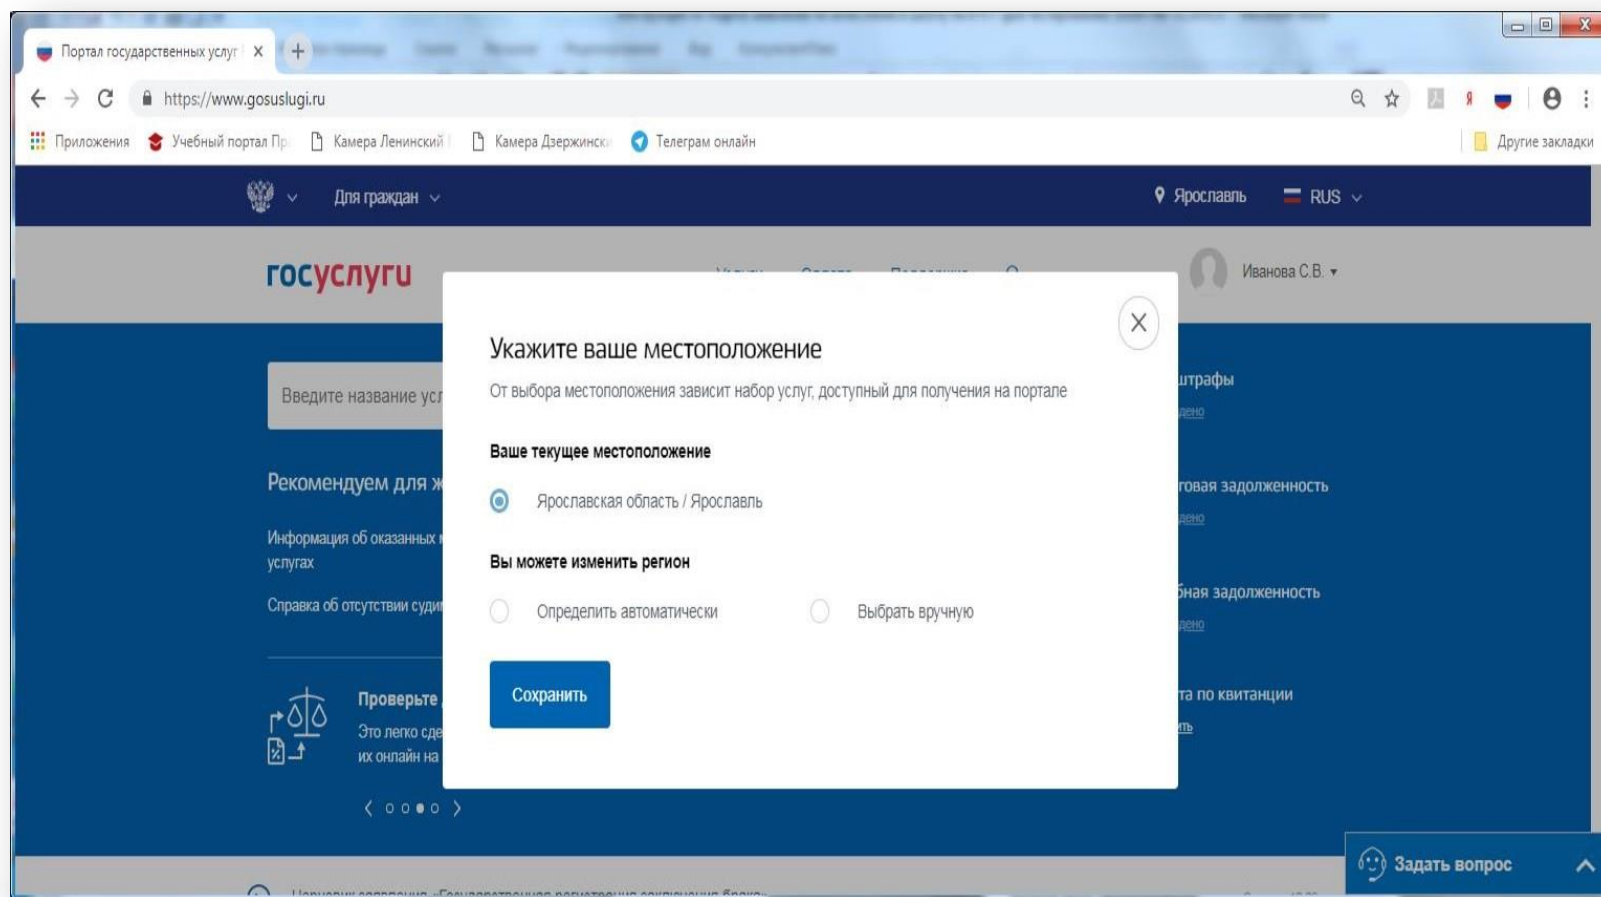 Портал государственных услуг
https://www.gosuslugi.ru
Приложения Учебный портал Камера Ленинский Камера Дзержинск Телеграм онлайн Другие закладки
Для граждан Ярославль RUS
госуслуги Иванова С.В.
Укажите ваше местоположение
От выбора местоположения зависит набор услуг, доступный для получения на портале
Ваше текущее местоположение
Ярославская область / Ярославль
Вы можете изменить регион
Определить автоматически Выбрать вручную
Сохранить
Введите название усл
Рекомендуем для ж
Информация об оказанных
услугах
Справка об отсутствии суди
Проверьте
Это легко сде
их онлайн на
штрафы
дено
говая задолженность
дено
бная задолженность
дено
та по квитанции
ить
Задать вопрос